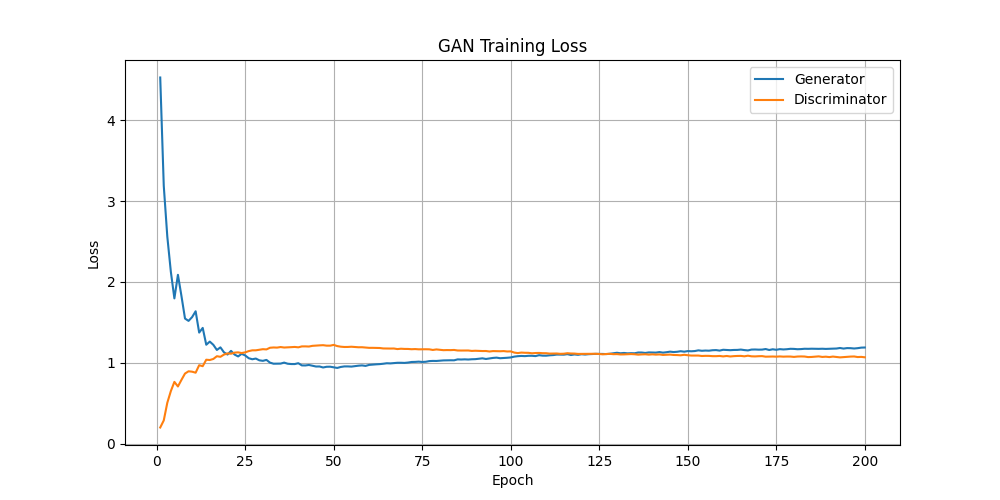 GAN Training Loss
Generator
Discriminator
Loss
4
3
2
1
0
0 25 50 75 100 125 150 175 200
Epoch